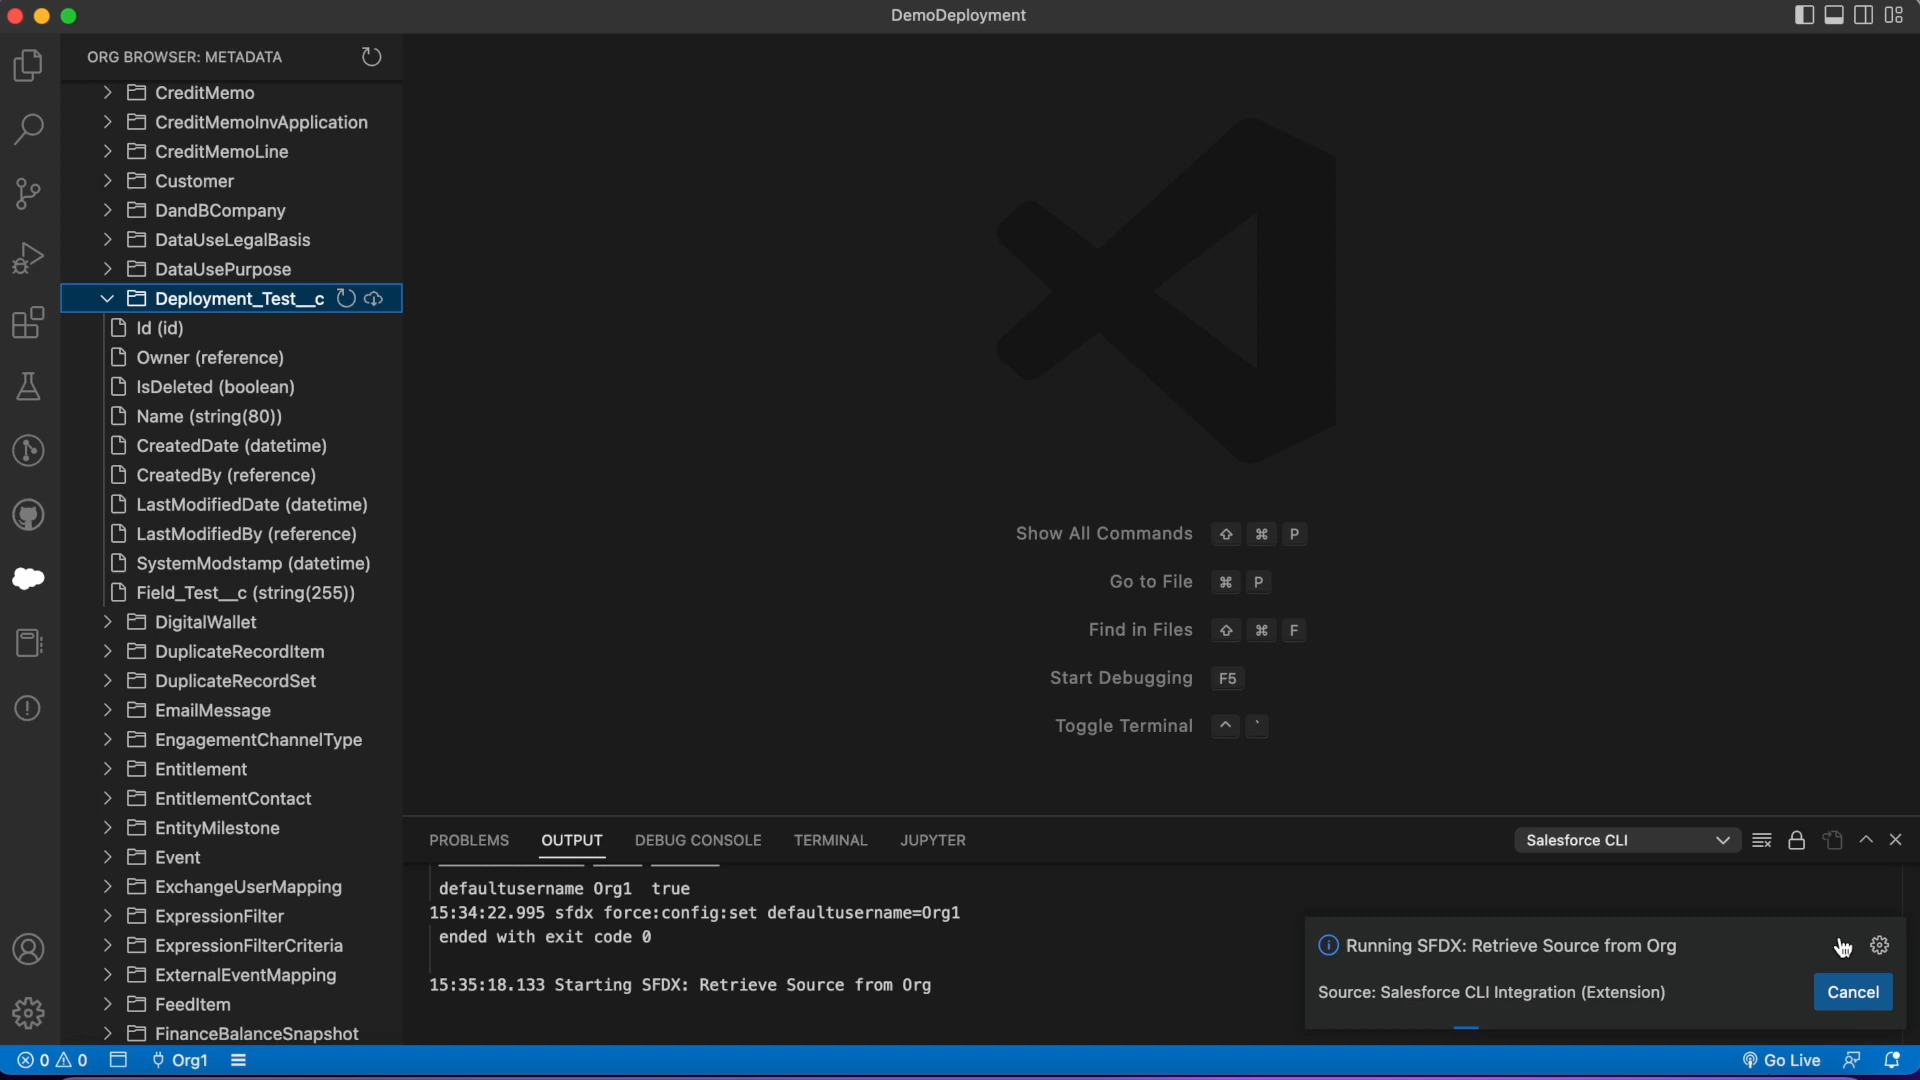 DemoDeployment
ORG BROWSER: METADATA
CreditMemo
CreditMemoInvApplication
CreditMemoLine
Customer
DandBCompany
DataUseLegalBasis
DataUsePurpose
Deployment_Test__c
Id (id)
Owner (reference)
IsDeleted (boolean)
Name (string(80))
CreatedDate (datetime)
CreatedBy (reference)
LastModifiedDate (datetime)
LastModifiedBy (reference)
SystemModstamp (datetime)
Field_Test__c (string(255))
DigitalWallet
DuplicateRecordItem
DuplicateRecordSet
EmailMessage
EngagementChannelType
Entitlement
EntitlementContact
EntityMilestone
Event
ExchangeUserMapping
ExpressionFilter
ExpressionFilterCriteria
ExternalEventMapping
FeedItem
FinanceBalanceSnapshot
Show All Commands ⇧ ⌘ P
Go to File ⌘ P
Find in Files ⇧ ⌘ F
Start Debugging F5
Toggle Terminal ^ `
PROBLEMS OUTPUT DEBUG CONSOLE TERMINAL JUPYTER Salesforce CLI
defaultusername Org1 true
15:34:22.995 sfdx force:config:set defaultusername=Org1
ended with exit code 0
15:35:18.133 Starting SFDX: Retrieve Source from Org
Running SFDX: Retrieve Source from Org
Source: Salesforce CLI Integration (Extension) Cancel
0 0 Org1 Go Live